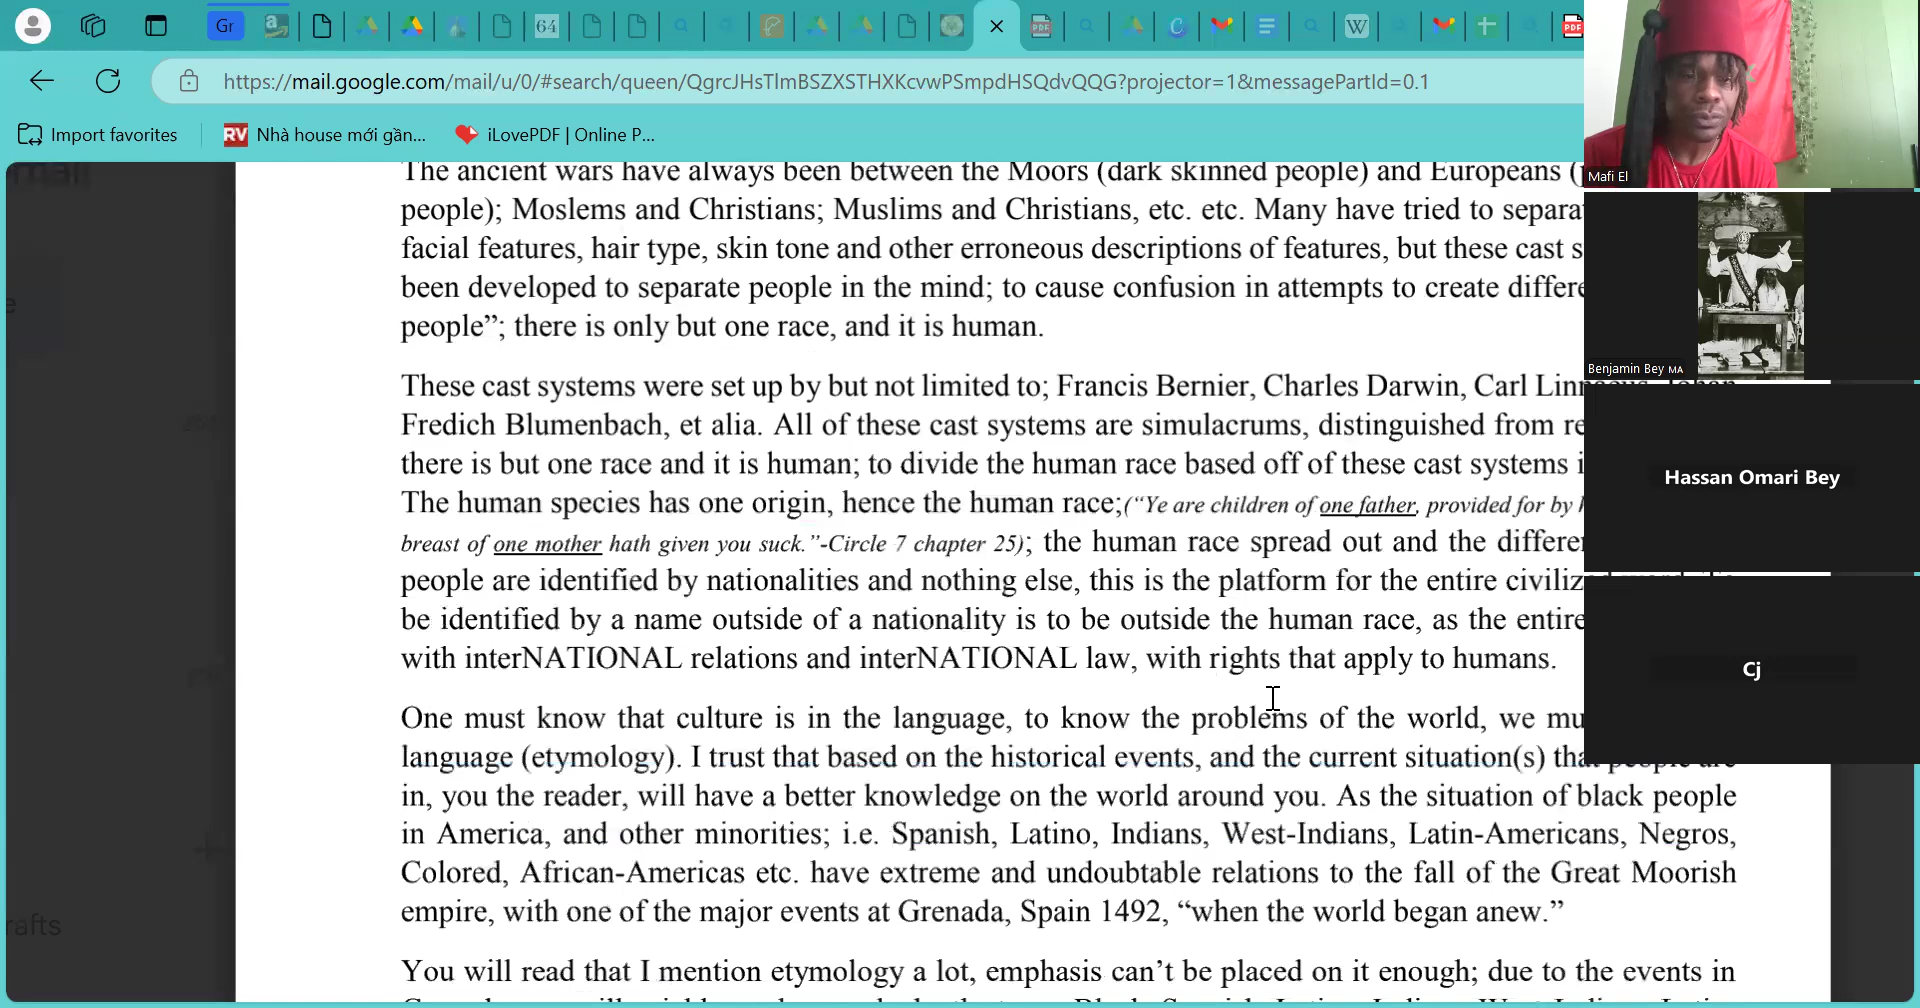 Gr
64
W
PDF
PDF
https://mail.google.com/mail/u/0/#search/queen/QgrcJHsTlmBSZXSTHXKcvwPSmpdHSQdvQQG?projector=1&messagePartId=0.1
Import favorites
RV Nhà house mới gần...
iLovePDF | Online P...
The ancient wars have always been between the Moors (dark skinned people) and Europeans (
people); Moslems and Christians; Muslims and Christians, etc. etc. Many have tried to separa
facial features, hair type, skin tone and other erroneous descriptions of features, but these cast s
been developed to separate people in the mind; to cause confusion in attempts to create differe
people”; there is only but one race, and it is human.
These cast systems were set up by but not limited to; Francis Bernier, Charles Darwin, Carl
Fredich Blumenbach, et alia. All of these cast systems are simulacrums, distinguished from re
there is but one race and it is human; to divide the human race based off of these cast systems i
The human species has one origin, hence the human race;(“Ye are children of one father, provided for by
breast of one mother hath given you suck.”-Circle 7 chapter 25); the human race spread out and the differe
people are identified by nationalities and nothing else, this is the platform for the entire civiliz
be identified by a name outside of a nationality is to be outside the human race, as the entire
with interNATIONAL relations and interNATIONAL law, with rights that apply to humans.
One must know that culture is in the language, to know the problems of the world, we mu
language (etymology). I trust that based on the historical events, and the current situation(s) that people are
in, you the reader, will have a better knowledge on the world around you. As the situation of black people
in America, and other minorities; i.e. Spanish, Latino, Indians, West-Indians, Latin-Americans, Negros,
Colored, African-Americas etc. have extreme and undoubtable relations to the fall of the Great Moorish
empire, with one of the major events at Grenada, Spain 1492, “when the world began anew.”
You will read that I mention etymology a lot, emphasis can’t be placed on it enough; due to the events in
Mafi El
Benjamin Bey MA
Hassan Omari Bey
Cj
rafts